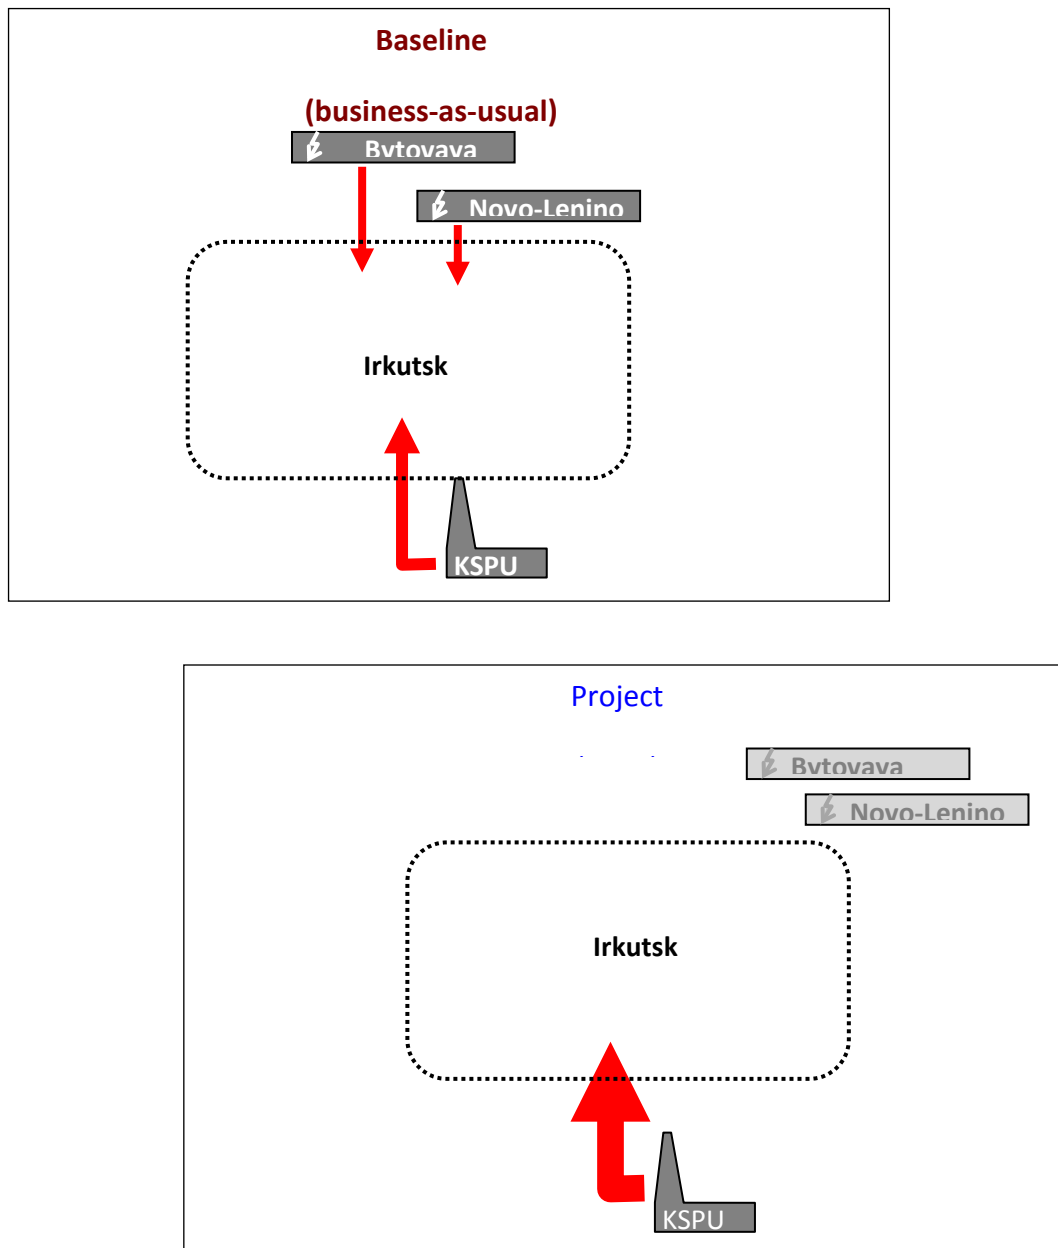 Baseline
(business-as-usual)
Bytovaya
Novo-Lenino
Irkutsk
KSPU
Project
Bytovaya
Novo-Lenino
Irkutsk
KSPU